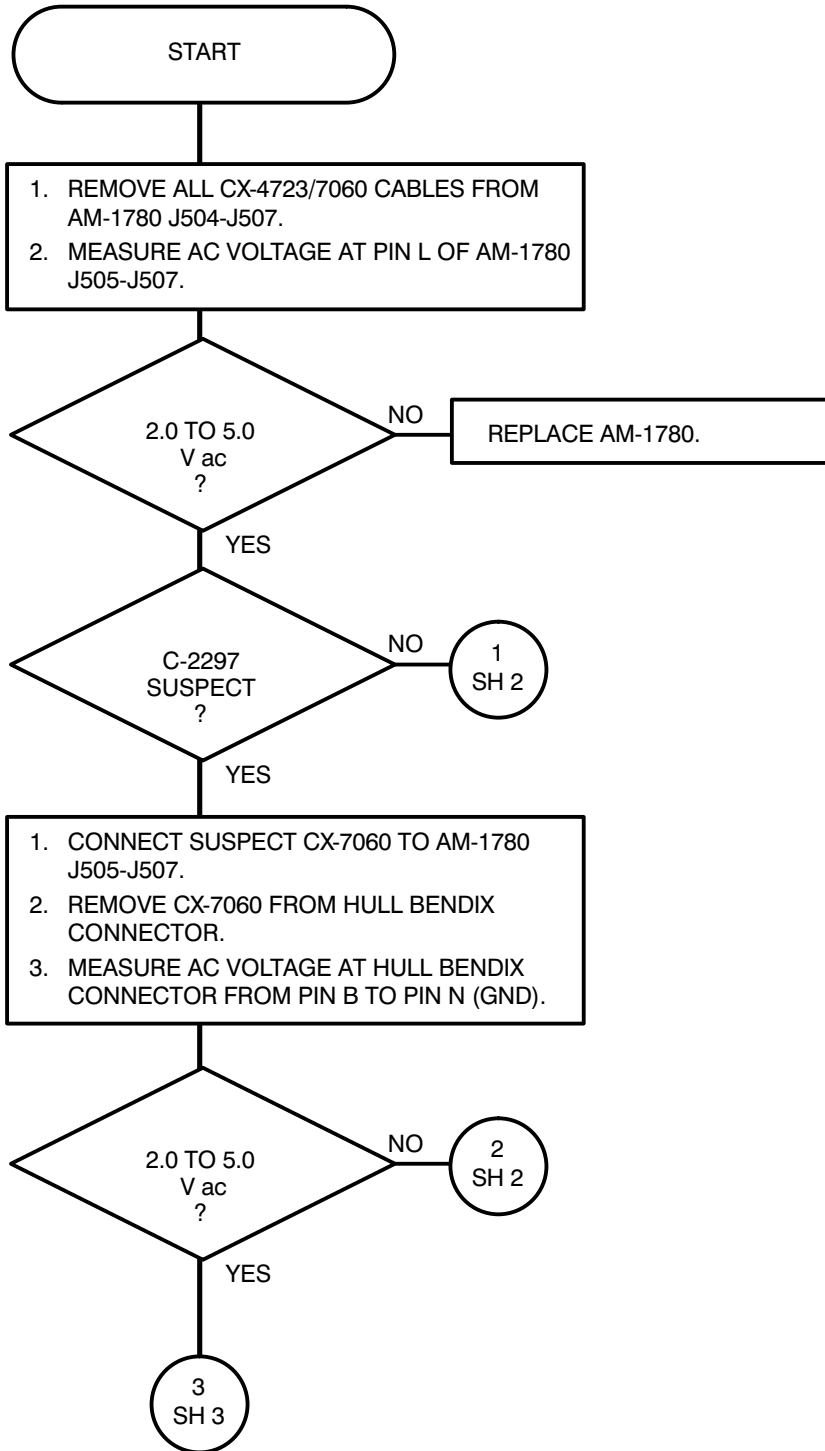 START
1. REMOVE ALL CX-4723/7060 CABLES FROM
AM-1780 J504-J507.
2. MEASURE AC VOLTAGE AT PIN L OF AM-1780
J505-J507.
2.0 TO 5.0
V ac
?
NO
REPLACE AM-1780.
YES
C-2297
SUSPECT
?
NO
1
SH 2
YES
1. CONNECT SUSPECT CX-7060 TO AM-1780
J505-J507.
2. REMOVE CX-7060 FROM HULL BENDIX
CONNECTOR.
3. MEASURE AC VOLTAGE AT HULL BENDIX
CONNECTOR FROM PIN B TO PIN N (GND).
2.0 TO 5.0
V ac
?
NO
2
SH 2
YES
3
SH 3